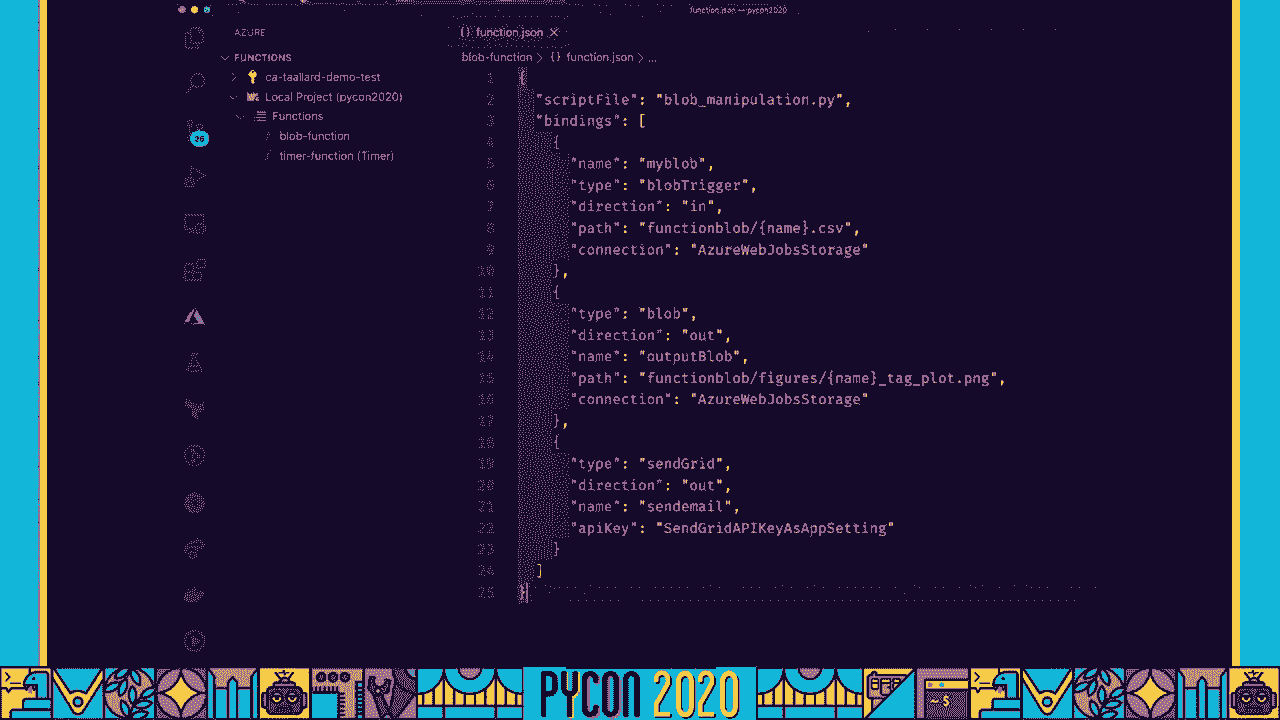 function.json — pycon2020
AZURE
FUNCTIONS
ca-taallard-demo-test
Local Project (pycon2020)
Functions
blob-function
timer-function (Timer)
26
{} function.json ×
blob-function > {} function.json > ...
1 {
2 "scriptFile": "blob_manipulation.py",
3 "bindings": [
4 {
5 "name": "myblob",
6 "type": "blobTrigger",
7 "direction": "in",
8 "path": "functionblob/{name}.csv",
9 "connection": "AzureWebJobsStorage"
10 },
11 {
12 "type": "blob",
13 "direction": "out",
14 "name": "outputBlob",
15 "path": "functionblob/figures/{name}_tag_plot.png",
16 "connection": "AzureWebJobsStorage"
17 },
18 {
19 "type": "sendGrid",
20 "direction": "out",
21 "name": "sendemail",
22 "apiKey": "SendGridAPIKeyAsAppSetting"
23 }
24 ]
25 }
PYCON 2020
~$